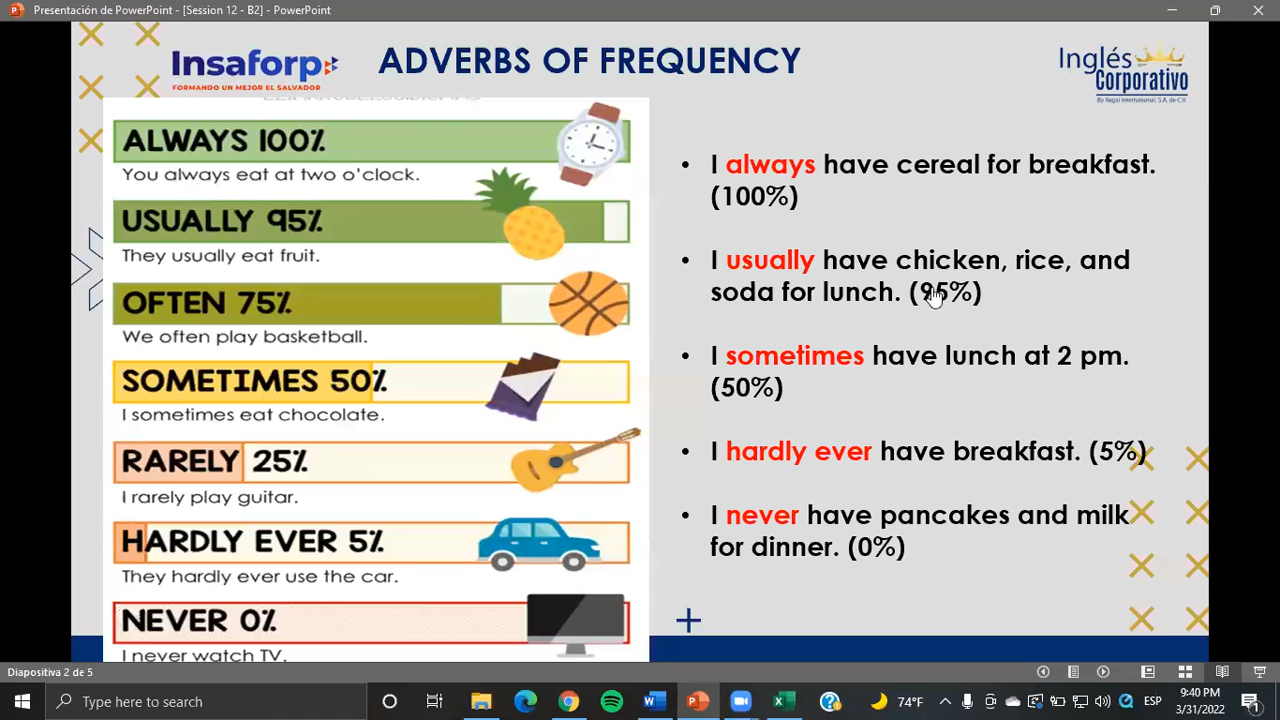 Presentación de PowerPoint - [Session 12 - B2] - PowerPoint
Insaforp
FORMANDO UN MEJOR EL SALVADOR
ADVERBS OF FREQUENCY
Inglés
Corporativo
By Regal International, S.A. de C.V.
ALWAYS 100%
You always eat at two o'clock.
USUALLY 95%
They usually eat fruit.
OFTEN 75%
We often play basketball.
SOMETIMES 50%
I sometimes eat chocolate.
RARELY 25%
I rarely play guitar.
HARDLY EVER 5%
They hardly ever use the car.
NEVER 0%
I never watch TV.
• I always have cereal for breakfast.
(100%)
• I usually have chicken, rice, and
soda for lunch. (95%)
• I sometimes have lunch at 2 pm.
(50%)
• I hardly ever have breakfast. (5%)
• I never have pancakes and milk
for dinner. (0%)
Diapositiva 2 de 5
Type here to search
74°F
ESP
9:40 PM
3/31/2022